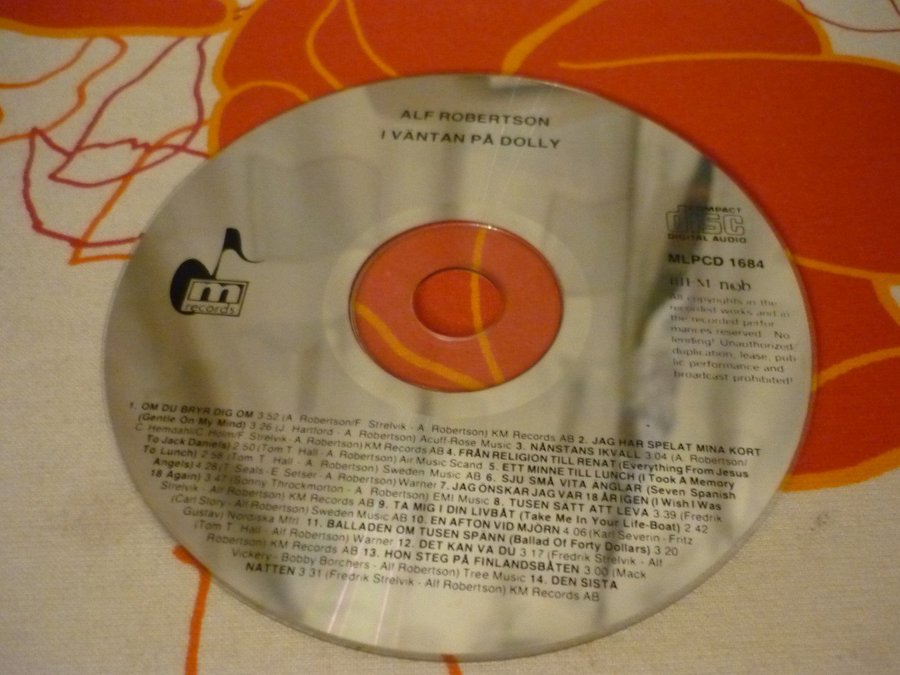 ALF ROBERTSON
I VÄNTAN PÅ DOLLY
m
records
COMPACT
disc
DIGITAL AUDIO
MLPCD 1684
n©b
All copyrights in the
recorded works and in
the recorded perfor
mances reserved. No
lending! Unauthorized
duplication, lease, pub
lic performance and
broadcast prohibited!
1. OM DU BRYR DIG OM 3:52 (A. Robertson/F. Strelvik - A. Robertson) KM Records AB 2. JAG HAR SPELAT MINA KORT
(Gentle On My Mind) 3:26 (J. Hartford - A. Robertson) Acuff-Rose Music 3. NÅNSTANS IKVÄLL 3:04 (A. Robertson/
C. Hemdahl/C. Holm/F. Strelvik - A. Robertson) KM Records AB 4. FRÅN RELIGION TILL RENAT (Everything From Jesus
To Jack Daniels) 2:50 (Tom T. Hall - A. Robertson) Air Music Scand. 5. ETT MINNE TILL LUNCH (I Took A Memory
To Lunch) 2:58 (Tom T. Hall - A. Robertson) Sweden Music AB 6. SJU SMÅ VITA ANGLAR (Seven Spanish
Angels) 4:28 (T. Seals - E. Setser - A. Robertson) Warner 7. JAG ÖNSKAR JAG VAR 18 ÅR IGEN (I Wish I Was
18 Again) 3:47 (Sonny Throckmorton - A. Robertson) EMI Music 8. TUSEN SÄTT ATT LEVA 3:39 (Fredrik
Strelvik - Alf Robertson) KM Records AB 9. TA MIG I DIN LIVBÅT (Take Me In Your Life-Boat) 2:42
(Carl Story - Alf Robertson) Sweden Music AB 10. EN AFTON VID MJÖRN 4:06 (Karl Severin - Fritz
Gustav) Nordiska Mfrl. 11. BALLADEN OM TUSEN SPÄNN (Ballad Of Forty Dollars) 3:20
(Tom T. Hall - Alf Robertson) Warner 12. DET KAN VA DU 3:17 (Fredrik Strelvik - Alf
Robertson) KM Records AB 13. HON STEG PÅ FINLANDSBÅTEN 3:00 (Mack
Vickery - Bobby Borchers - Alf Robertson) Tree Music 14. DEN SISTA
NATTEN 3:31 (Fredrik Strelvik - Alf Robertson) KM Records AB